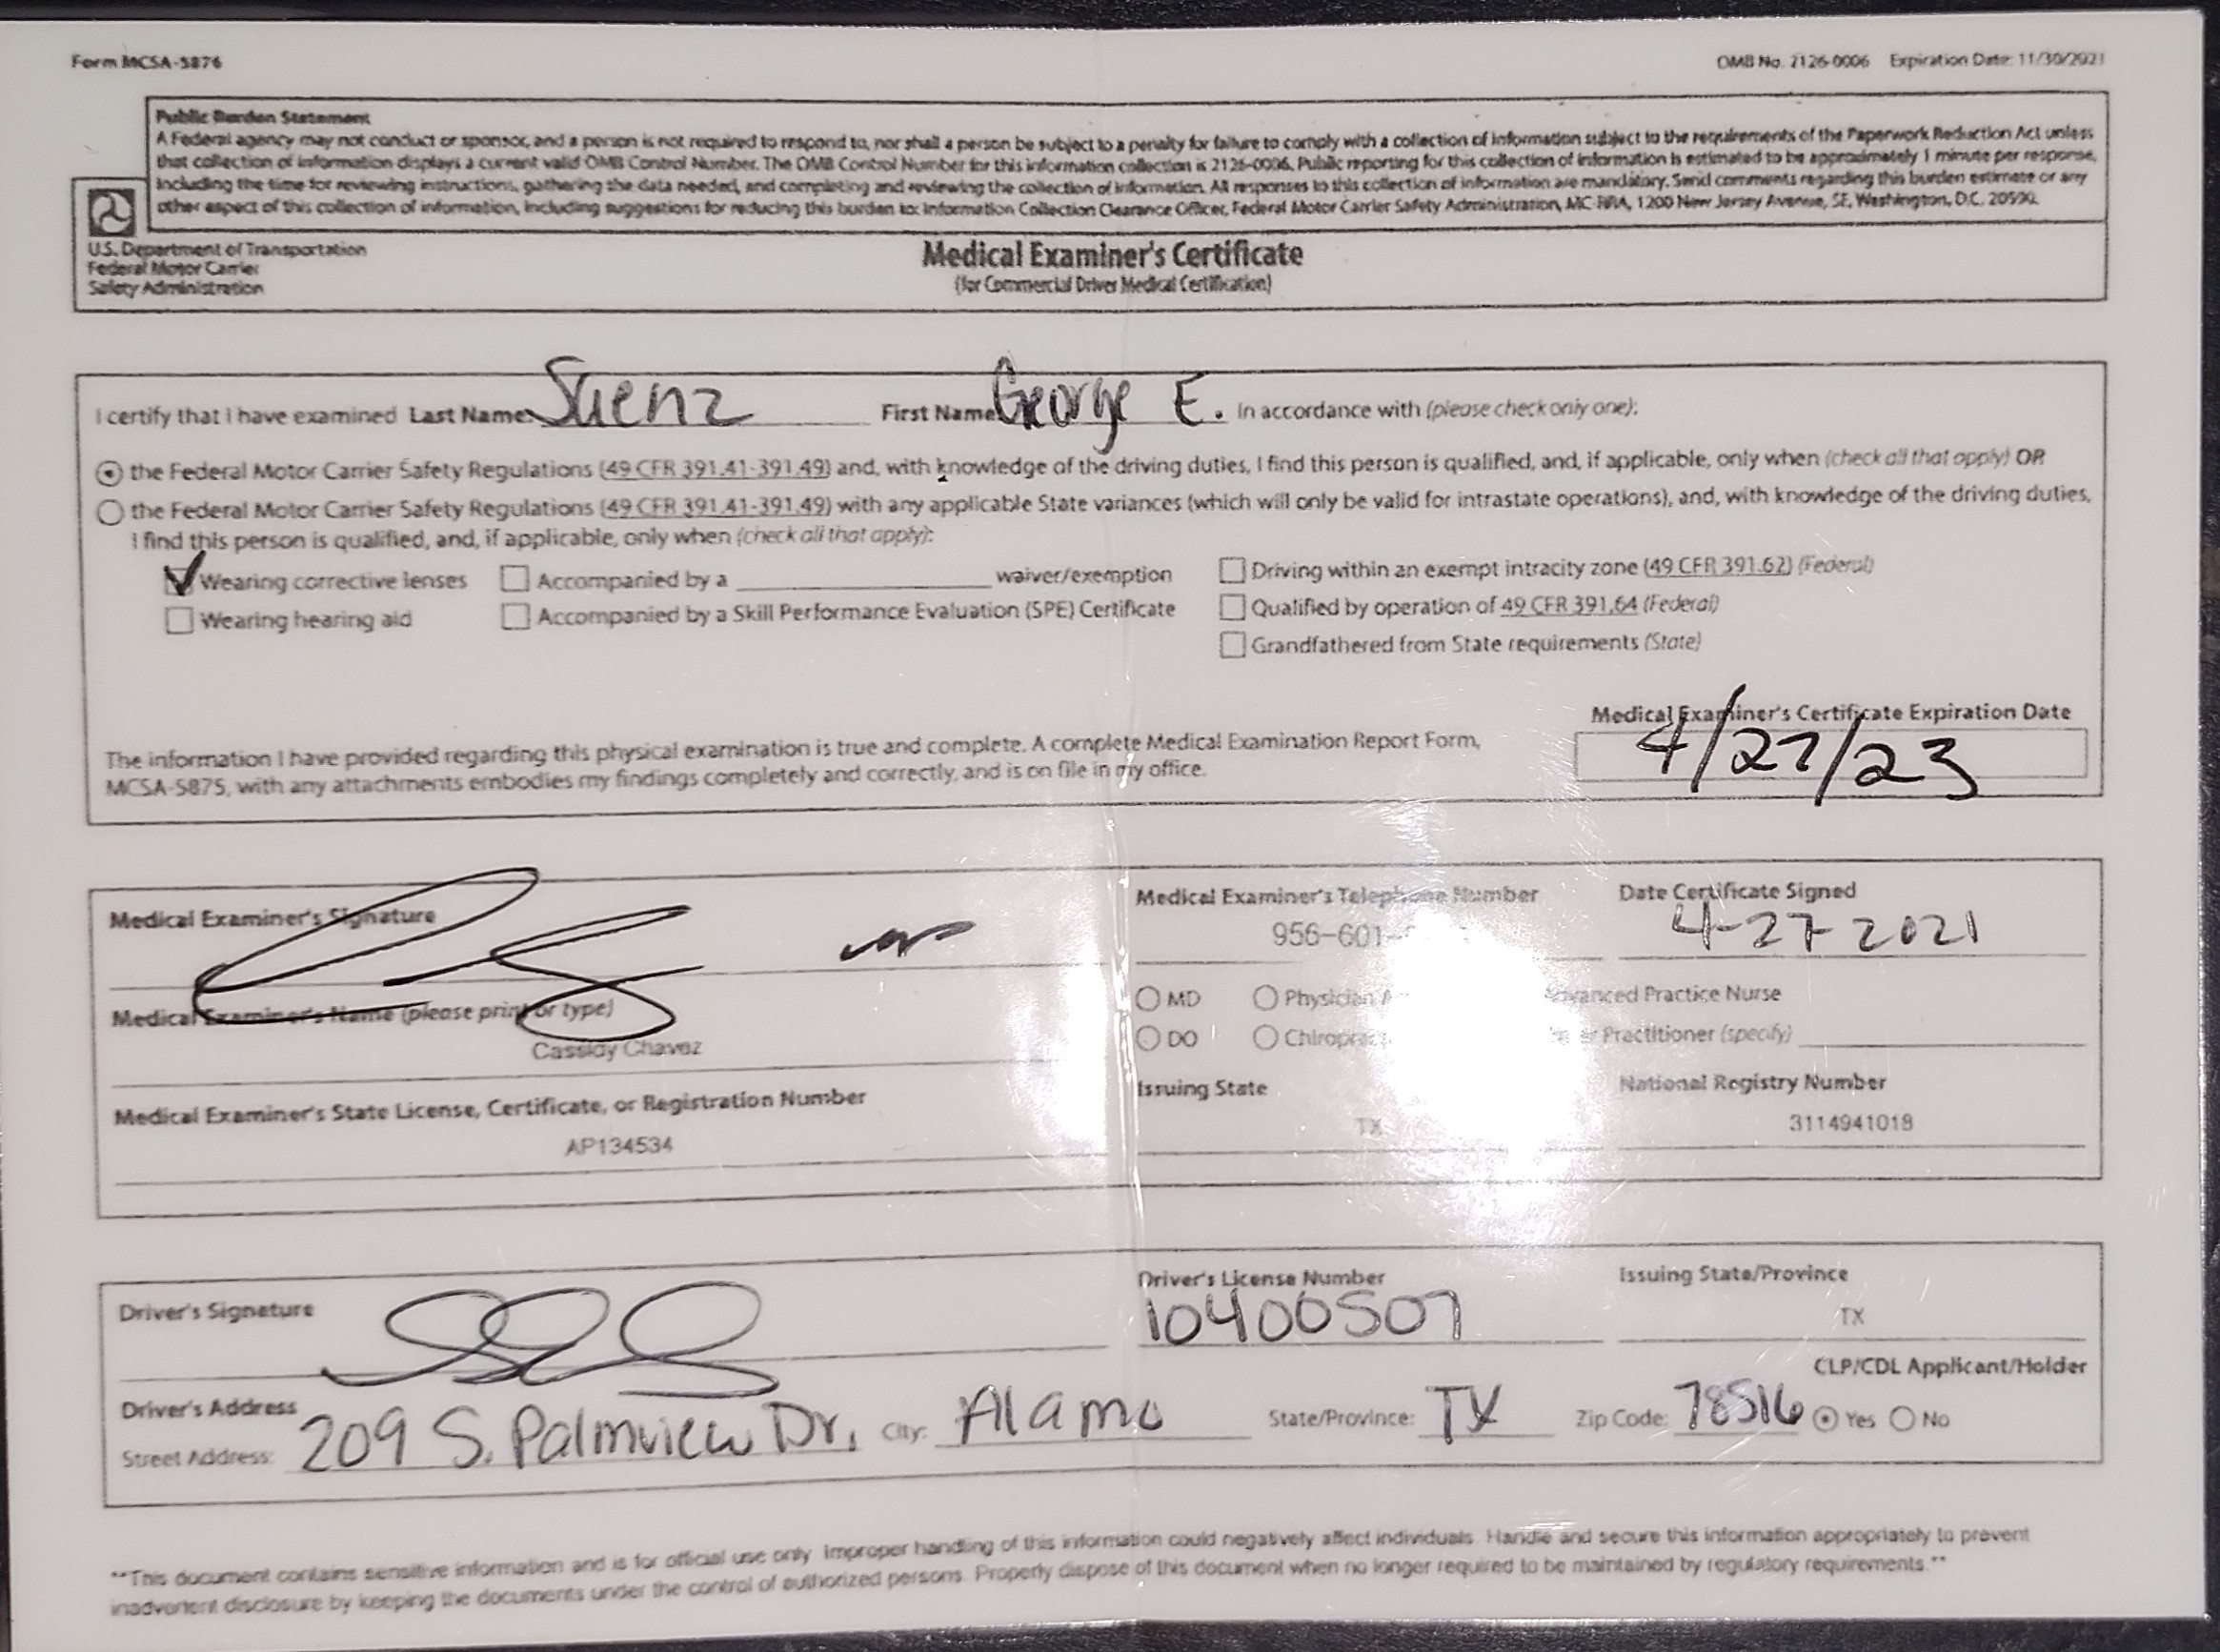 Form MCSA-5876
OMB No. 2126-0006 Expiration Date: 11/30/2021
Public Burden Statement
A Federal agency may not conduct or sponsor, and a person is not required to respond to, nor shall a person be subject to a penalty for failure to comply with a collection of information subject to the requirements of the Paperwork Reduction Act unless
that collection of information displays a current valid OMB Control Number. The OMB Control Number for this information collection is 2126-0006. Public reporting for this collection of information is estimated to be approximately 1 minute per response,
including the time for reviewing instructions, gathering the data needed, and completing and reviewing the collection of information. All responses to this collection of information are mandatory. Send comments regarding this burden estimate or any
other aspect of this collection of information, including suggestions for reducing this burden to: Information Collection Clearance Officer, Federal Motor Carrier Safety Administration, MC-RRA, 1200 New Jersey Avenue, SE, Washington, D.C. 20590.
U.S. Department of Transportation
Federal Motor Carrier
Safety Administration
Medical Examiner's Certificate
(for Commercial Driver Medical Certification)
I certify that I have examined Last Name: Saenz First Name: George E. In accordance with (please check only one):
the Federal Motor Carrier Safety Regulations (49 CFR 391.41-391.49) and, with knowledge of the driving duties, I find this person is qualified, and, if applicable, only when (check all that apply) OR
the Federal Motor Carrier Safety Regulations (49 CFR 391.41-391.49) with any applicable State variances (which will only be valid for intrastate operations), and, with knowledge of the driving duties,
I find this person is qualified, and, if applicable, only when (check all that apply):
Wearing corrective lenses Accompanied by a waiver/exemption Driving within an exempt intracity zone (49 CFR 391.62) (Federal)
Wearing hearing aid Accompanied by a Skill Performance Evaluation (SPE) Certificate Qualified by operation of 49 CFR 391.64 (Federal)
Grandfathered from State requirements (State)
Medical Examiner's Certificate Expiration Date
4/27/23
The information I have provided regarding this physical examination is true and complete. A complete Medical Examination Report Form,
MCSA-5875, with any attachments embodies my findings completely and correctly, and is on file in my office.
Medical Examiner's Signature
Medical Examiner's Telephone Number
956-601-
Date Certificate Signed
4-27-2021
Medical Examiner's Name (please print or type)
Cassidy Chavez
MD Physician Advanced Practice Nurse
DO Practitioner (specify)
Medical Examiner's State License, Certificate, or Registration Number
AP134534
Issuing State
TX
National Registry Number
3114941018
Driver's Signature
Driver's License Number
10400507
Issuing State/Province
TX
CLP/CDL Applicant/Holder
Driver's Address
Street Address: 209 S. Palmview Dr. City: Alamo State/Province: TX Zip Code: 78516 Yes No
**This document contains sensitive information and is for official use only. Improper handling of this information could negatively affect individuals. Handle and secure this information appropriately to prevent
inadvertent disclosure by keeping the documents under the control of authorized persons. Properly dispose of this document when no longer required to be maintained by regulatory requirements.**